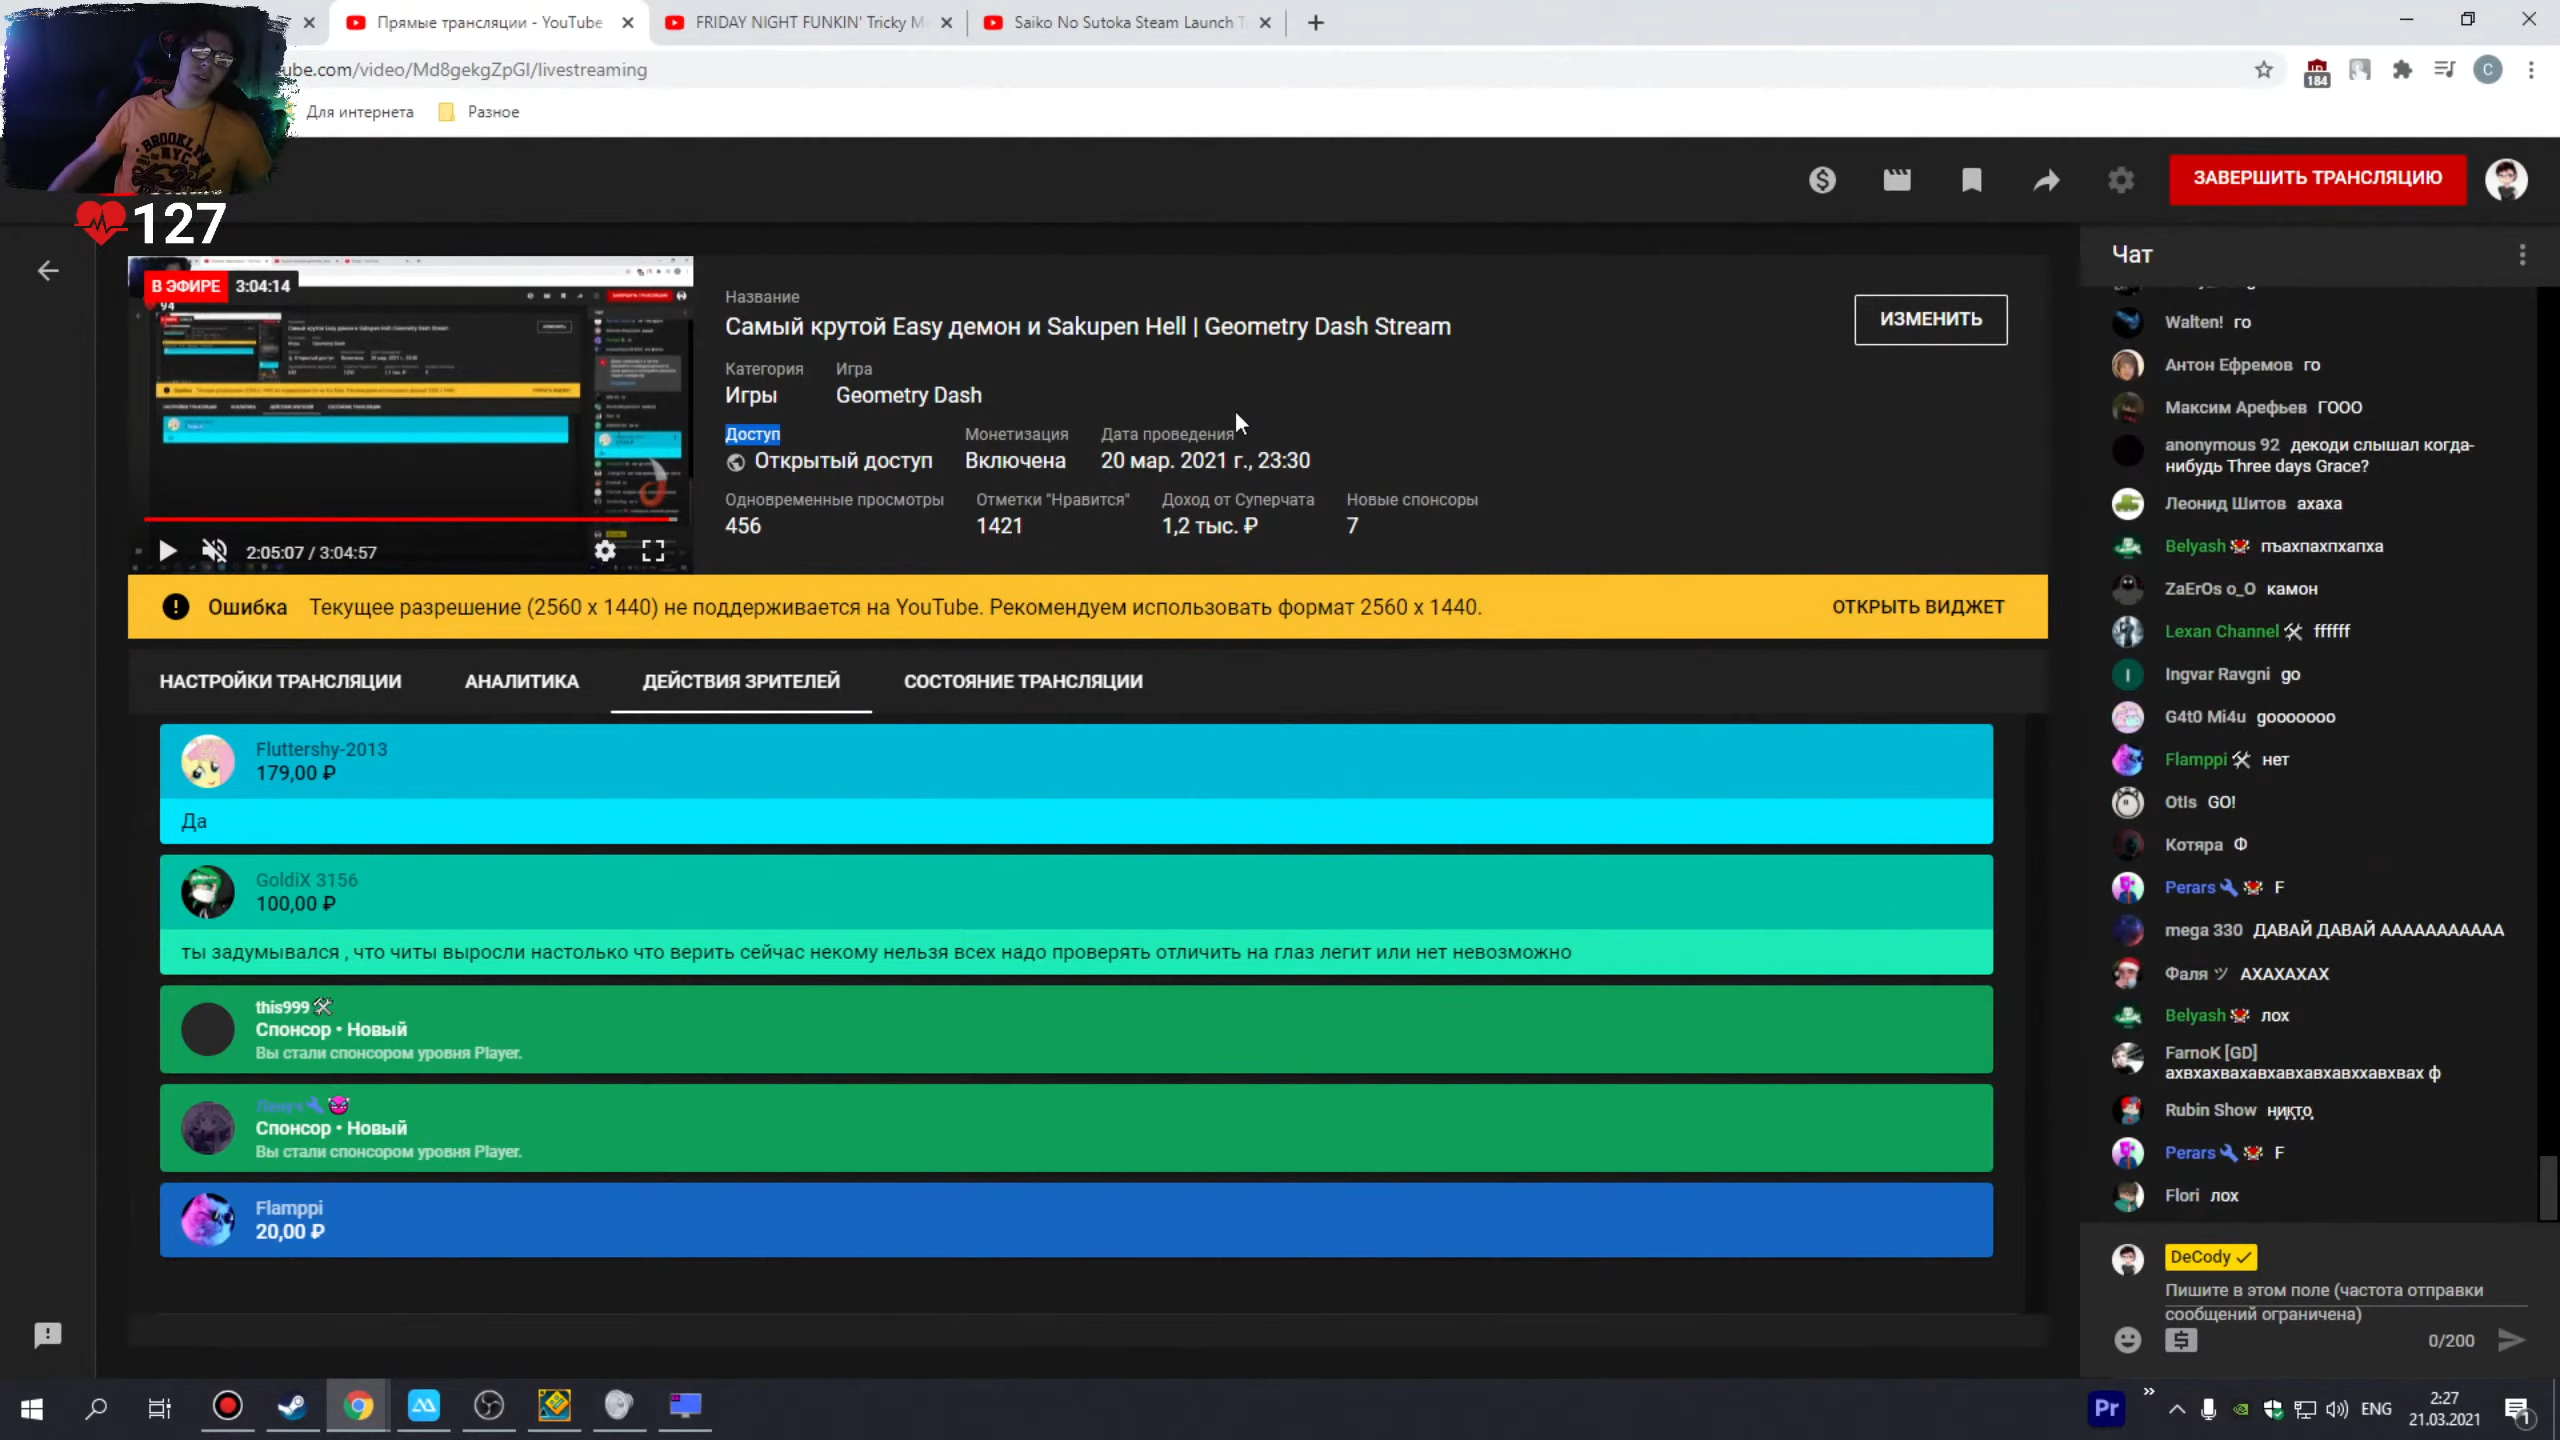 Прямые трансляции - YouTube
FRIDAY NIGHT FUNKIN' Tricky M
Saiko No Sutoka Steam Launch T
ube.com/video/Md8gekgZpGI/livestreaming
184
C
Для интернета
Разное
BROOKLYN
NYC
127
ЗАВЕРШИТЬ ТРАНСЛЯЦИЮ
В ЭФИРЕ 3:04:14
94
2:05:07 / 3:04:57
Название
Самый крутой Easy демон и Sakupen Hell | Geometry Dash Stream
ИЗМЕНИТЬ
Категория Игра
Игры Geometry Dash
Доступ Монетизация Дата проведения
Открытый доступ Включена 20 мар. 2021 г., 23:30
Одновременные просмотры Отметки "Нравится" Доход от Суперчата Новые спонсоры
456 1421 1,2 тыс. ₽ 7
Ошибка Текущее разрешение (2560 x 1440) не поддерживается на YouTube. Рекомендуем использовать формат 2560 x 1440. ОТКРЫТЬ ВИДЖЕТ
НАСТРОЙКИ ТРАНСЛЯЦИИ АНАЛИТИКА ДЕЙСТВИЯ ЗРИТЕЛЕЙ СОСТОЯНИЕ ТРАНСЛЯЦИИ
Fluttershy-2013
179,00 ₽
Да
GoldiX 3156
100,00 ₽
ты задумывался , что читы выросли настолько что верить сейчас некому нельзя всех надо проверять отличить на глаз легит или нет невозможно
this999
Спонсор • Новый
Вы стали спонсором уровня Player.
Спонсор • Новый
Вы стали спонсором уровня Player.
Flamppi
20,00 ₽
Чат
Walten! го
Антон Ефремов го
Максим Арефьев ГООО
anonymous 92 декоди слышал когда-
нибудь Three days Grace?
Леонид Шитов ахаха
Belyash пъахпахпхапха
ZaErOs o_O камон
Lexan Channel ffffff
I Ingvar Ravgni go
G4t0 Mi4u gooooooo
Flamppi нет
Otls GO!
Котяра Ф
Perars F
mega 330 ДАВАЙ ДАВАЙ ААААААААААА
Фаля ツ АХАХАХАХ
Belyash лох
FarnoK [GD]
ахвхахвахавхавхавхавххавхвах ф
Rubin Show никто
Perars F
Flori лох
DeCody
Пишите в этом поле (частота отправки
сообщений ограничена)
0/200
Pr
ENG
2:27
21.03.2021
1